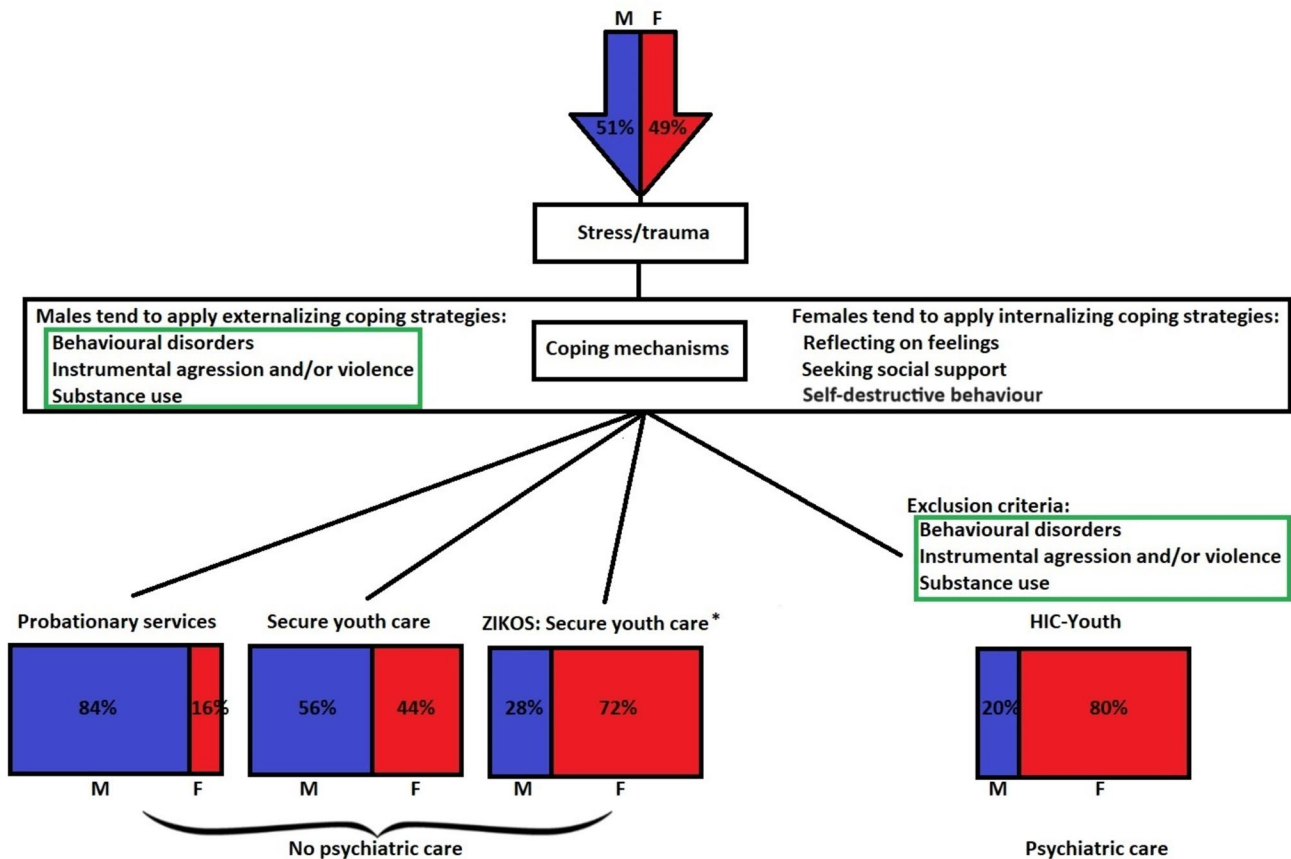 M F
51% 49%
Stress/trauma
Males tend to apply externalizing coping strategies:
Behavioural disorders
Instrumental agression and/or violence
Substance use
Coping mechanisms
Females tend to apply internalizing coping strategies:
Reflecting on feelings
Seeking social support
Self-destructive behaviour
Exclusion criteria:
Behavioural disorders
Instrumental agression and/or violence
Substance use
Probationary services
84% 16%
M F
Secure youth care
56% 44%
M F
ZIKOS: Secure youth care*
28% 72%
M F
HIC-Youth
20% 80%
M F
No psychiatric care
Psychiatric care